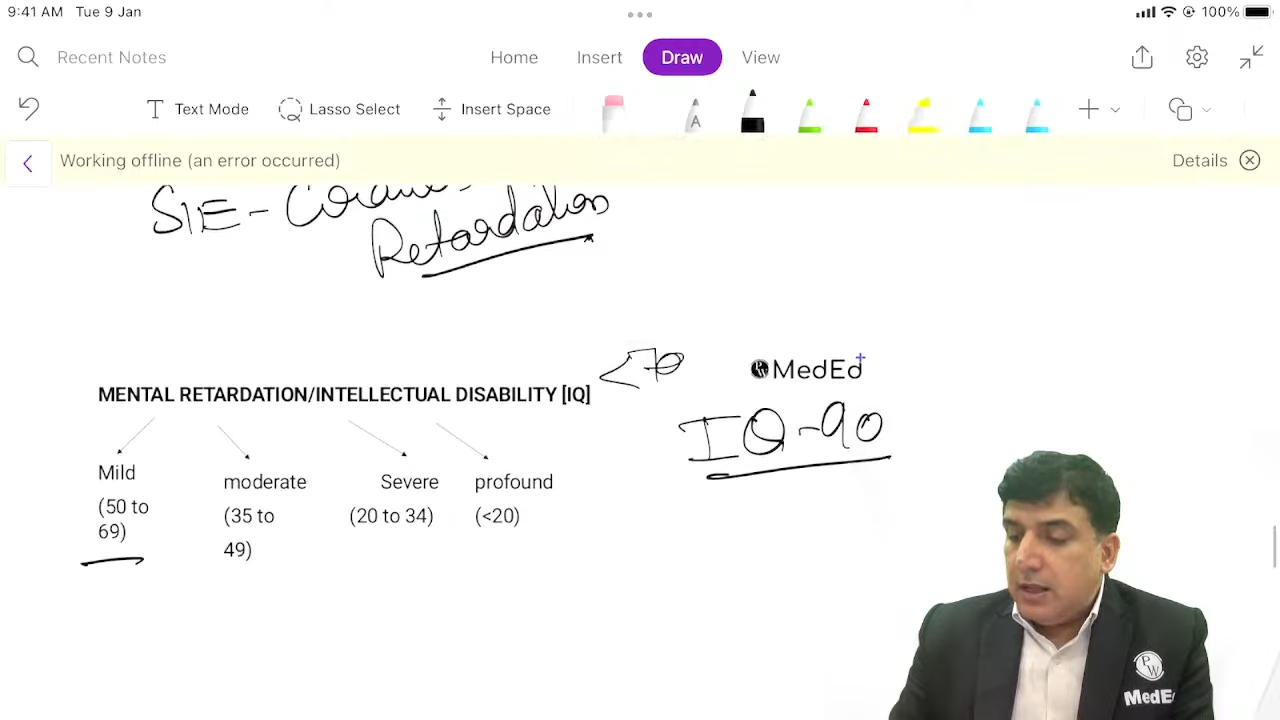 9:41 AM Tue 9 Jan
100%
Recent Notes
Home Insert Draw View
Text Mode Lasso Select Insert Space
A
Working offline (an error occurred)
Details
SIE -
Retardation
<70
MedEd
MENTAL RETARDATION/INTELLECTUAL DISABILITY [IQ]
IQ-90
Mild moderate Severe profound
(50 to (35 to (20 to 34) (<20)
69) 49)
PW
MedEd